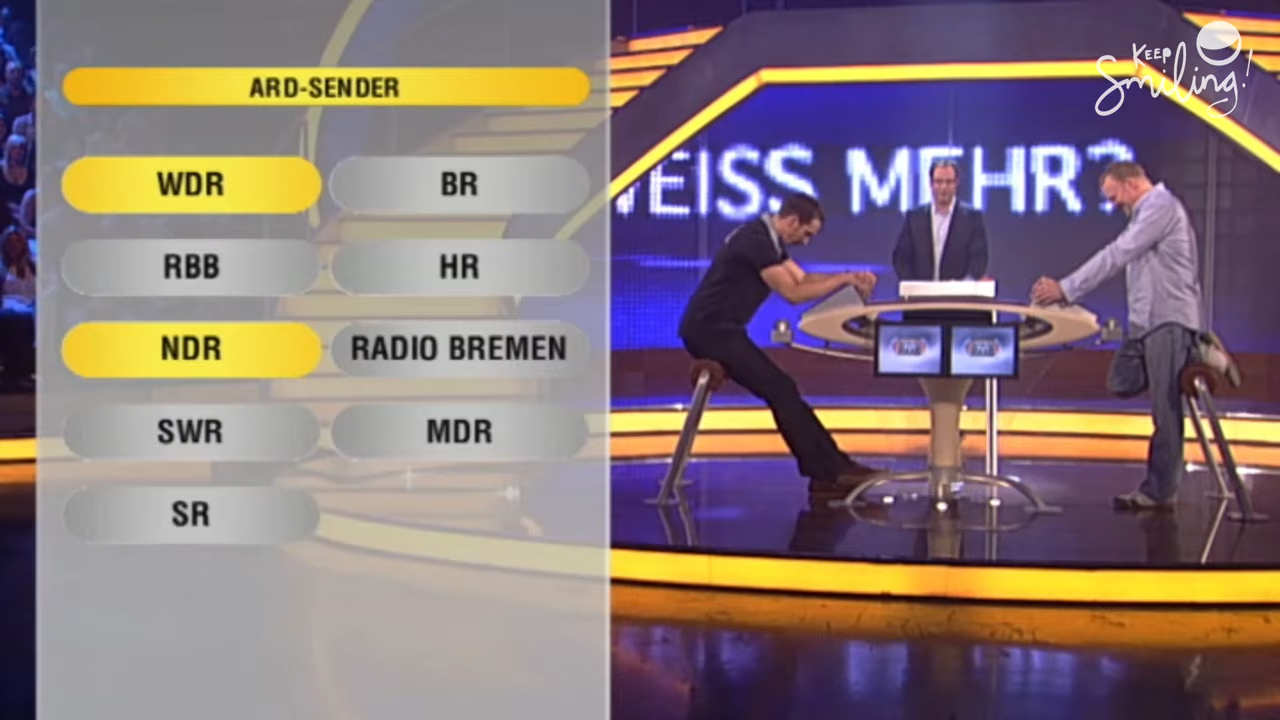 ARD-SENDER
WDR
BR
RBB
HR
NDR
RADIO BREMEN
SWR
MDR
SR
EISS MEHR?
KEEP
Smiling!